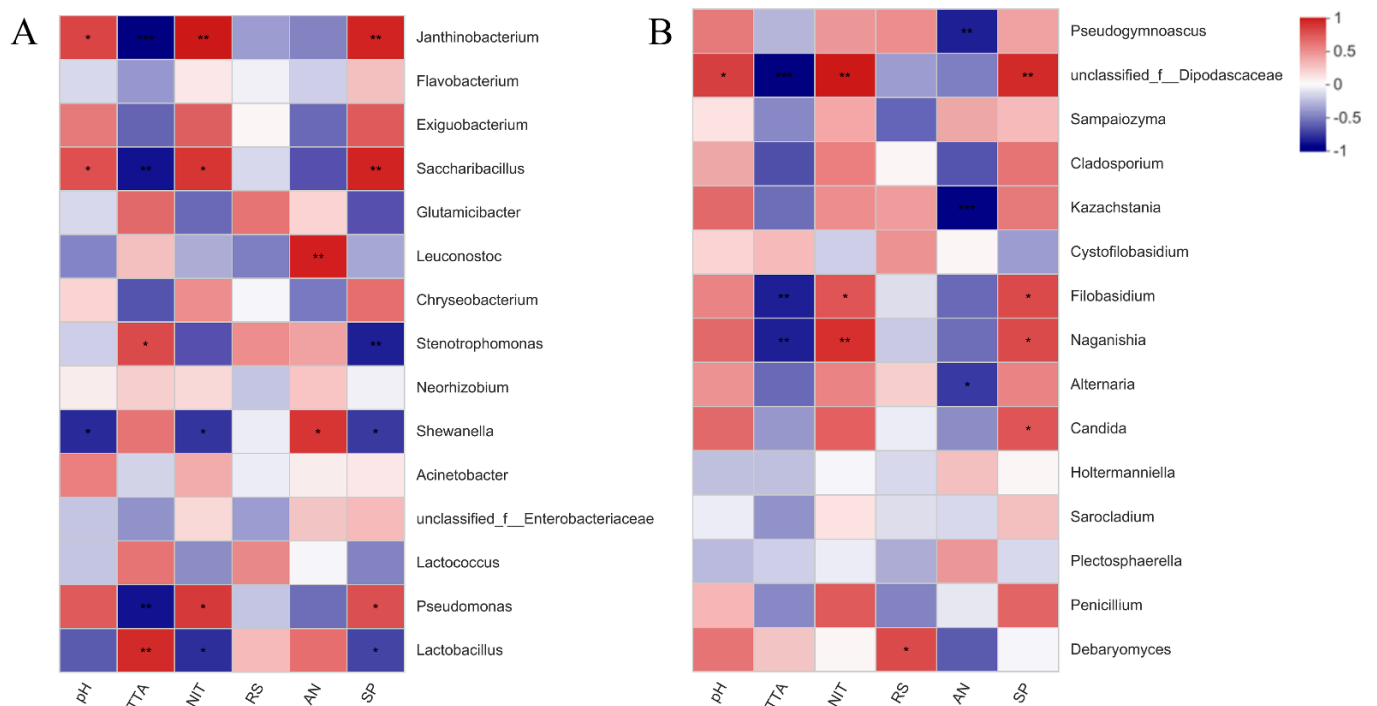 A
* *** ** **
Janthinobacterium
Flavobacterium
Exiguobacterium
* ** * **
Saccharibacillus
Glutamicibacter
**
Leuconostoc
Chryseobacterium
* **
Stenotrophomonas
Neorhizobium
* * * *
Shewanella
Acinetobacter
unclassified_f__Enterobacteriaceae
Lactococcus
** * *
Pseudomonas
** * *
Lactobacillus
pH TTA NIT RS AN SP
B
**
Pseudogymnoascus
* *** ** **
unclassified_f__Dipodascaceae
Sampaiozyma
Cladosporium
***
Kazachstania
Cystofilobasidium
** * *
Filobasidium
** ** *
Naganishia
*
Alternaria
*
Candida
Holtermanniella
Sarocladium
Plectosphaerella
Penicillium
*
Debaryomyces
pH TTA NIT RS AN SP
1
0.5
0
-0.5
-1